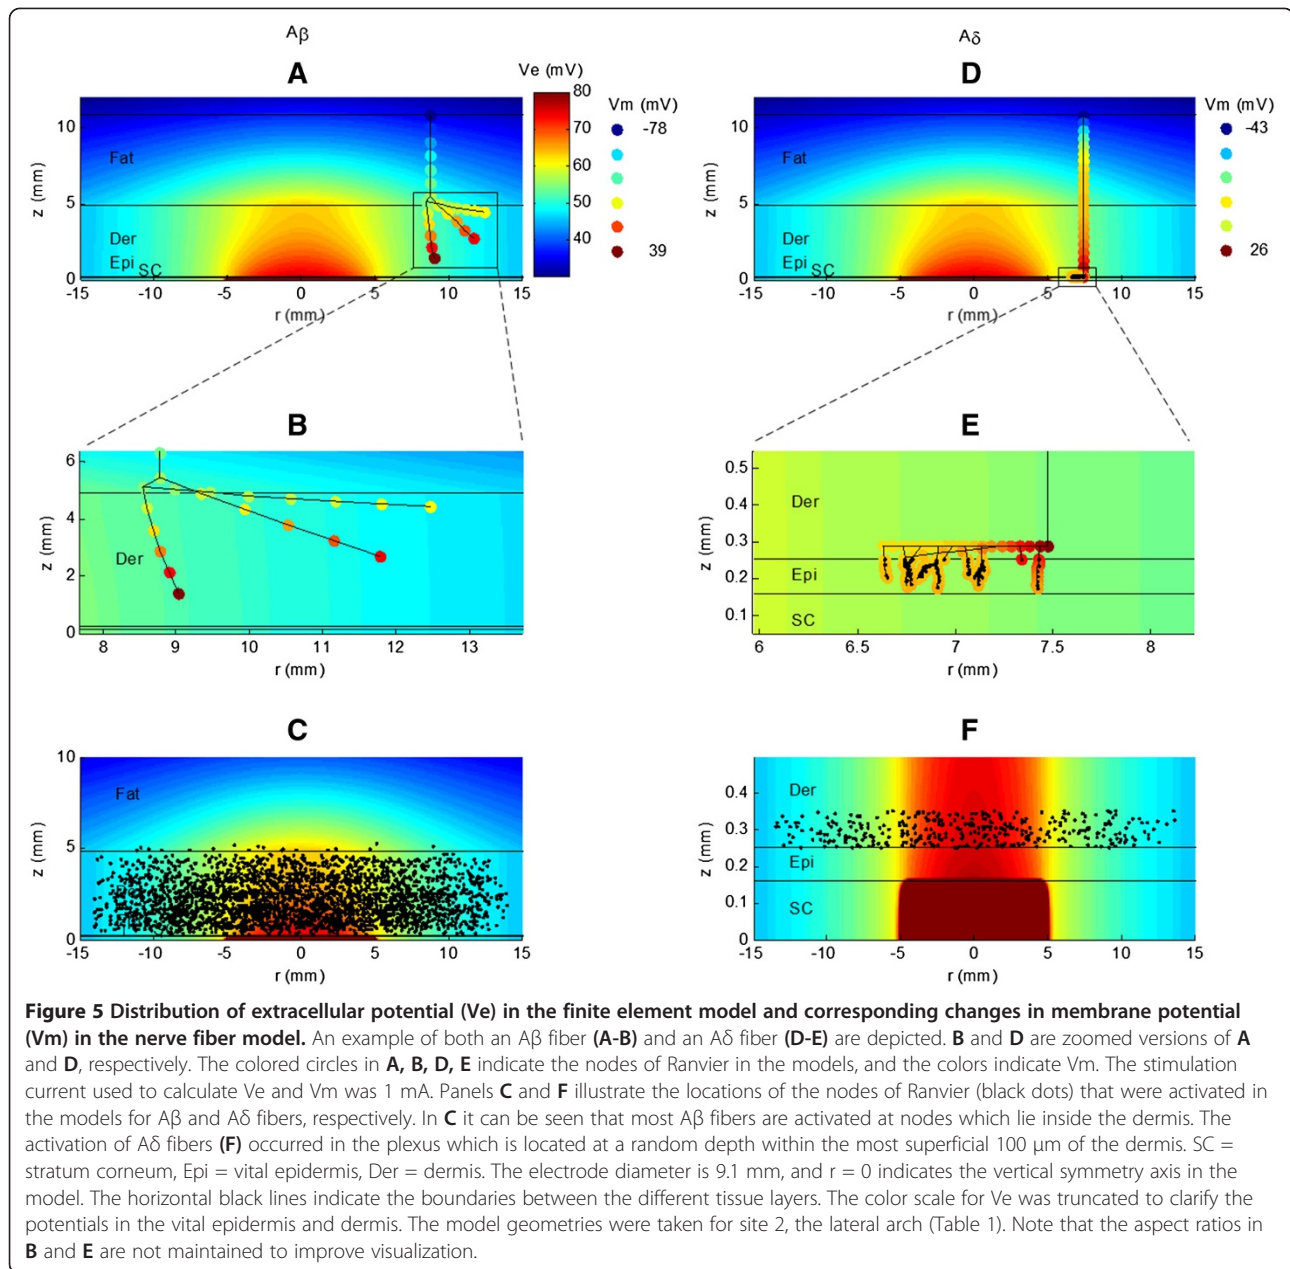 Aβ
A
Ve (mV)
80
70
60
50
40
Vm (mV)
-78
39
10
5
0
z (mm)
Fat
Der
Epi
SC
-15 -10 -5 0 5 10 15
r (mm)
Aδ
D
Vm (mV)
-43
26
10
5
0
z (mm)
Fat
Der
Epi
SC
-15 -10 -5 0 5 10 15
r (mm)
B
6
4
2
0
z (mm)
Der
8 9 10 11 12 13
r (mm)
E
0.5
0.4
0.3
0.2
0.1
z (mm)
Der
Epi
SC
6 6.5 7 7.5 8
r (mm)
C
10
5
0
z (mm)
Fat
-15 -10 -5 0 5 10 15
r (mm)
F
0.4
0.3
0.2
0.1
0
z (mm)
Der
Epi
SC
-15 -10 -5 0 5 10 15
r (mm)
Figure 5 Distribution of extracellular potential (Ve) in the finite element model and corresponding changes in membrane potential
(Vm) in the nerve fiber model. An example of both an Aβ fiber (A-B) and an Aδ fiber (D-E) are depicted. B and D are zoomed versions of A
and D, respectively. The colored circles in A, B, D, E indicate the nodes of Ranvier in the models, and the colors indicate Vm. The stimulation
current used to calculate Ve and Vm was 1 mA. Panels C and F illustrate the locations of the nodes of Ranvier (black dots) that were activated in
the models for Aβ and Aδ fibers, respectively. In C it can be seen that most Aβ fibers are activated at nodes which lie inside the dermis. The
activation of Aδ fibers (F) occurred in the plexus which is located at a random depth within the most superficial 100 μm of the dermis. SC =
stratum corneum, Epi = vital epidermis, Der = dermis. The electrode diameter is 9.1 mm, and r = 0 indicates the vertical symmetry axis in the
model. The horizontal black lines indicate the boundaries between the different tissue layers. The color scale for Ve was truncated to clarify the
potentials in the vital epidermis and dermis. The model geometries were taken for site 2, the lateral arch (Table 1). Note that the aspect ratios in
B and E are not maintained to improve visualization.